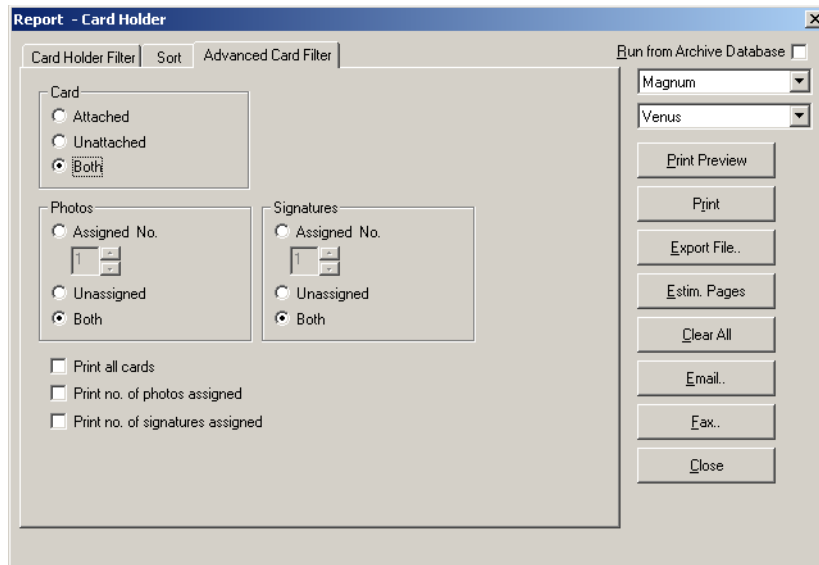 Report - Card Holder
Card Holder Filter
Sort
Advanced Card Filter
Run from Archive Database
Card
Attached
Unattached
Both
Photos
Assigned No.
1
Unassigned
Both
Signatures
Assigned No.
1
Unassigned
Both
Print all cards
Print no. of photos assigned
Print no. of signatures assigned
Magnum
Venus
Print Preview
Print
Export File..
Estim. Pages
Clear All
Email..
Fax..
Close